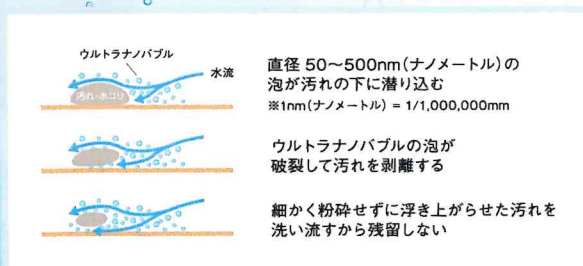 ウルトラナノバブル
水流
汚れ・ホコリ
直径 50〜500nm(ナノメートル)の
泡が汚れの下に潜り込む
※1nm(ナノメートル) = 1/1,000,000mm
ウルトラナノバブルの泡が
破裂して汚れを剥離する
細かく粉砕せずに浮き上がらせた汚れを
洗い流すから残留しない